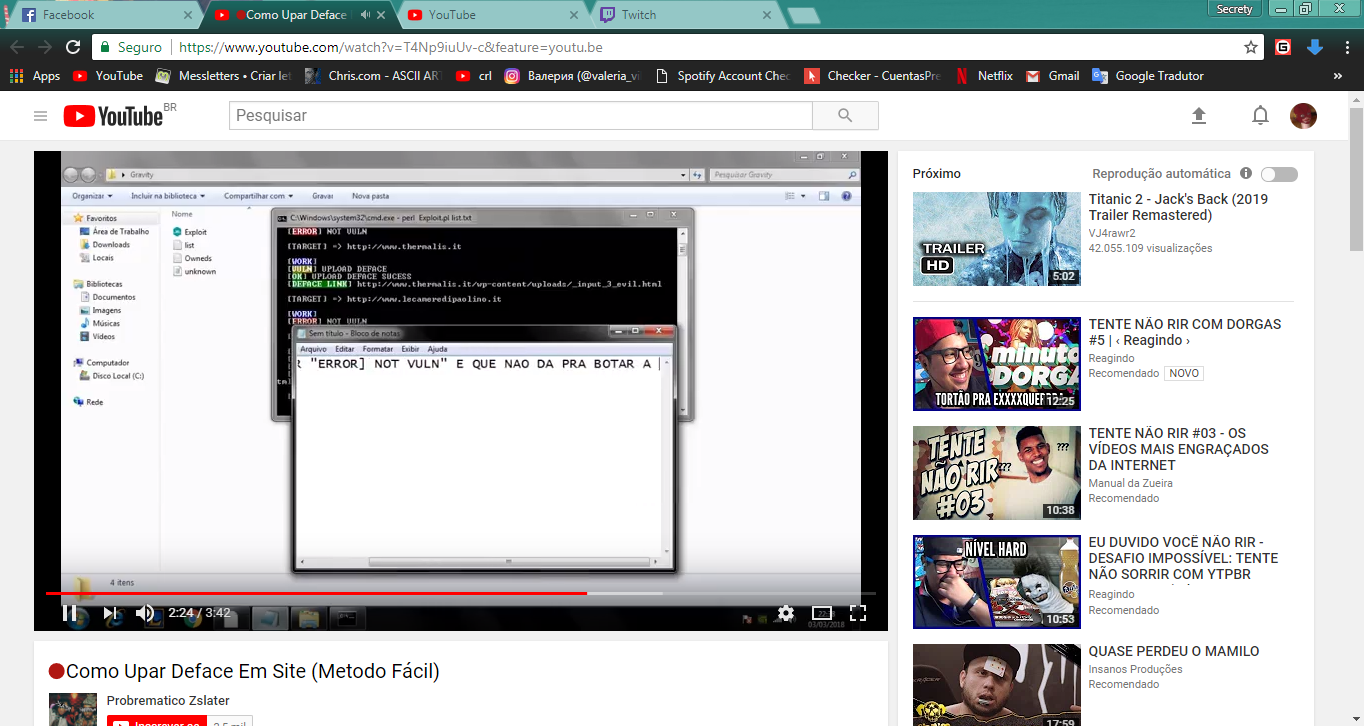 Facebook
Como Upar Deface
YouTube
Twitch
Secrety
Seguro
https://www.youtube.com/watch?v=T4Np9iuUv-c&feature=youtu.be
Apps
YouTube
Messletters • Criar let
Chris.com - ASCII ART
crl
Валерия (@valeria_vi
Spotify Account Chec
Checker - CuentasPre
Netflix
Gmail
Google Tradutor
»
YouTube BR
Pesquisar
Gravity
Pesquisar Gravity
Organizar
Incluir na biblioteca
Compartilhar com
Gravar
Nova pasta
Favoritos
Área de Trabalho
Downloads
Locais
Bibliotecas
Documentos
Imagens
Músicas
Vídeos
Computador
Disco Local (C:)
Rede
Nome
Exploit
list
Owneds
unknown
C:\Windows\system32\cmd.exe - perl Exploit.pl list.txt
[ERROR] NOT VULN
[TARGET] => http://www.thermalis.it
[WORK]
[VULN] UPLOAD DEFACE
[OK] UPLOAD DEFACE SUCESS
[DEFACE LINK] http://www.thermalis.it/wp-content/uploads/_input_3_evil.html
[TARGET] => http://www.lecameredipaolino.it
[WORK]
[ERROR] NOT VULN
Sem título - Bloco de notas
Arquivo Editar Formatar Exibir Ajuda
R "ERROR] NOT VULN" E QUE NAO DA PRA BOTAR A
4 itens
2:24 / 3:42
03/03/2018
Como Upar Deface Em Site (Metodo Fácil)
Probrematico Zslater
Inscrever-se
Próximo
Reprodução automática
TRAILER
HD
5:02
Titanic 2 - Jack's Back (2019
Trailer Remastered)
VJ4rawr2
42.055.109 visualizações
minuto
DORGA
TORTÃO PRA EXXXXQUERRA
12:25
TENTE NÃO RIR COM DORGAS
#5 | ‹ Reagindo ›
Reagindo
Recomendado
NOVO
TENTE
NÃO RIR
#03
???
???
10:38
TENTE NÃO RIR #03 - OS
VÍDEOS MAIS ENGRAÇADOS
DA INTERNET
Manual da Zueira
Recomendado
NÍVEL HARD
10:53
EU DUVIDO VOCÊ NÃO RIR -
DESAFIO IMPOSSÍVEL: TENTE
NÃO SORRIR COM YTPBR
Reagindo
Recomendado
17:59
QUASE PERDEU O MAMILO
Insanos Produções
Recomendado